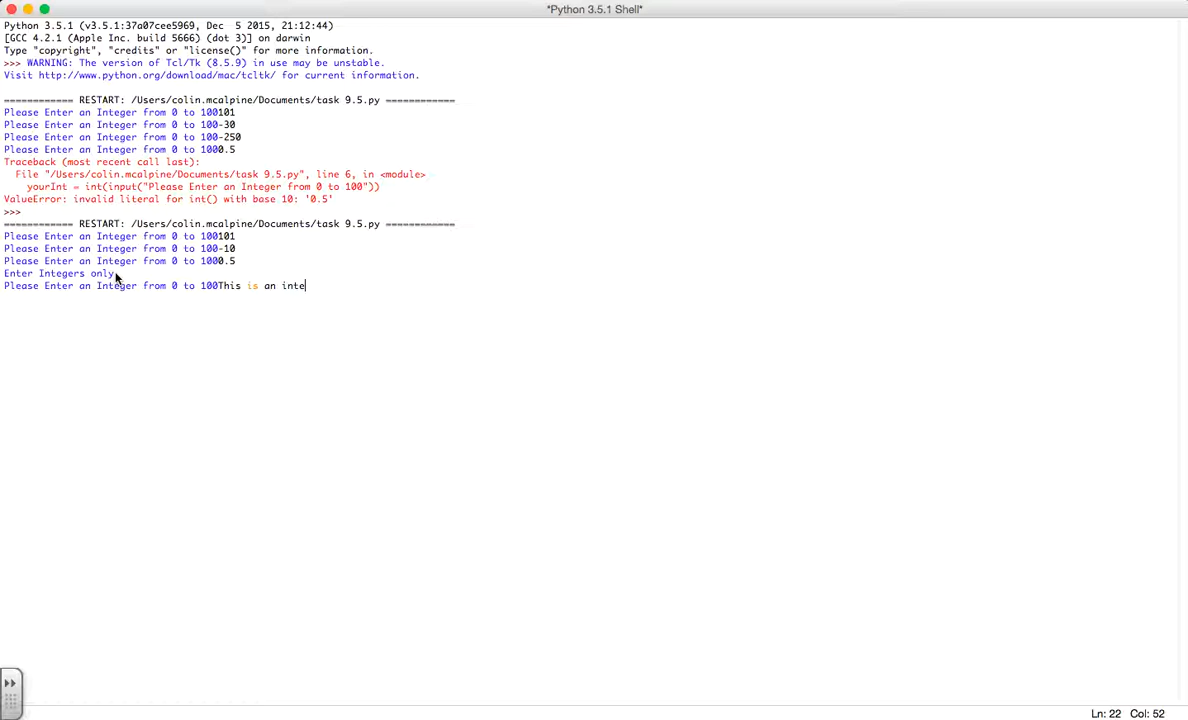 *Python 3.5.1 Shell*
Python 3.5.1 (v3.5.1:37a07cee5969, Dec  5 2015, 21:12:44)
[GCC 4.2.1 (Apple Inc. build 5666) (dot 3)] on darwin
Type "copyright", "credits" or "license()" for more information.
>>> WARNING: The version of Tcl/Tk (8.5.9) in use may be unstable.
Visit http://www.python.org/download/mac/tcltk/ for current information.
============ RESTART: /Users/colin.mcalpine/Documents/task 9.5.py ============
Please Enter an Integer from 0 to 100101
Please Enter an Integer from 0 to 100-30
Please Enter an Integer from 0 to 100-250
Please Enter an Integer from 0 to 1000.5
Traceback (most recent call last):
  File "/Users/colin.mcalpine/Documents/task 9.5.py", line 6, in <module>
    yourInt = int(input("Please Enter an Integer from 0 to 100"))
ValueError: invalid literal for int() with base 10: '0.5'
>>>
============ RESTART: /Users/colin.mcalpine/Documents/task 9.5.py ============
Please Enter an Integer from 0 to 100101
Please Enter an Integer from 0 to 100-10
Please Enter an Integer from 0 to 1000.5
Enter Integers only
Please Enter an Integer from 0 to 100This is an inte
Ln: 22 Col: 52